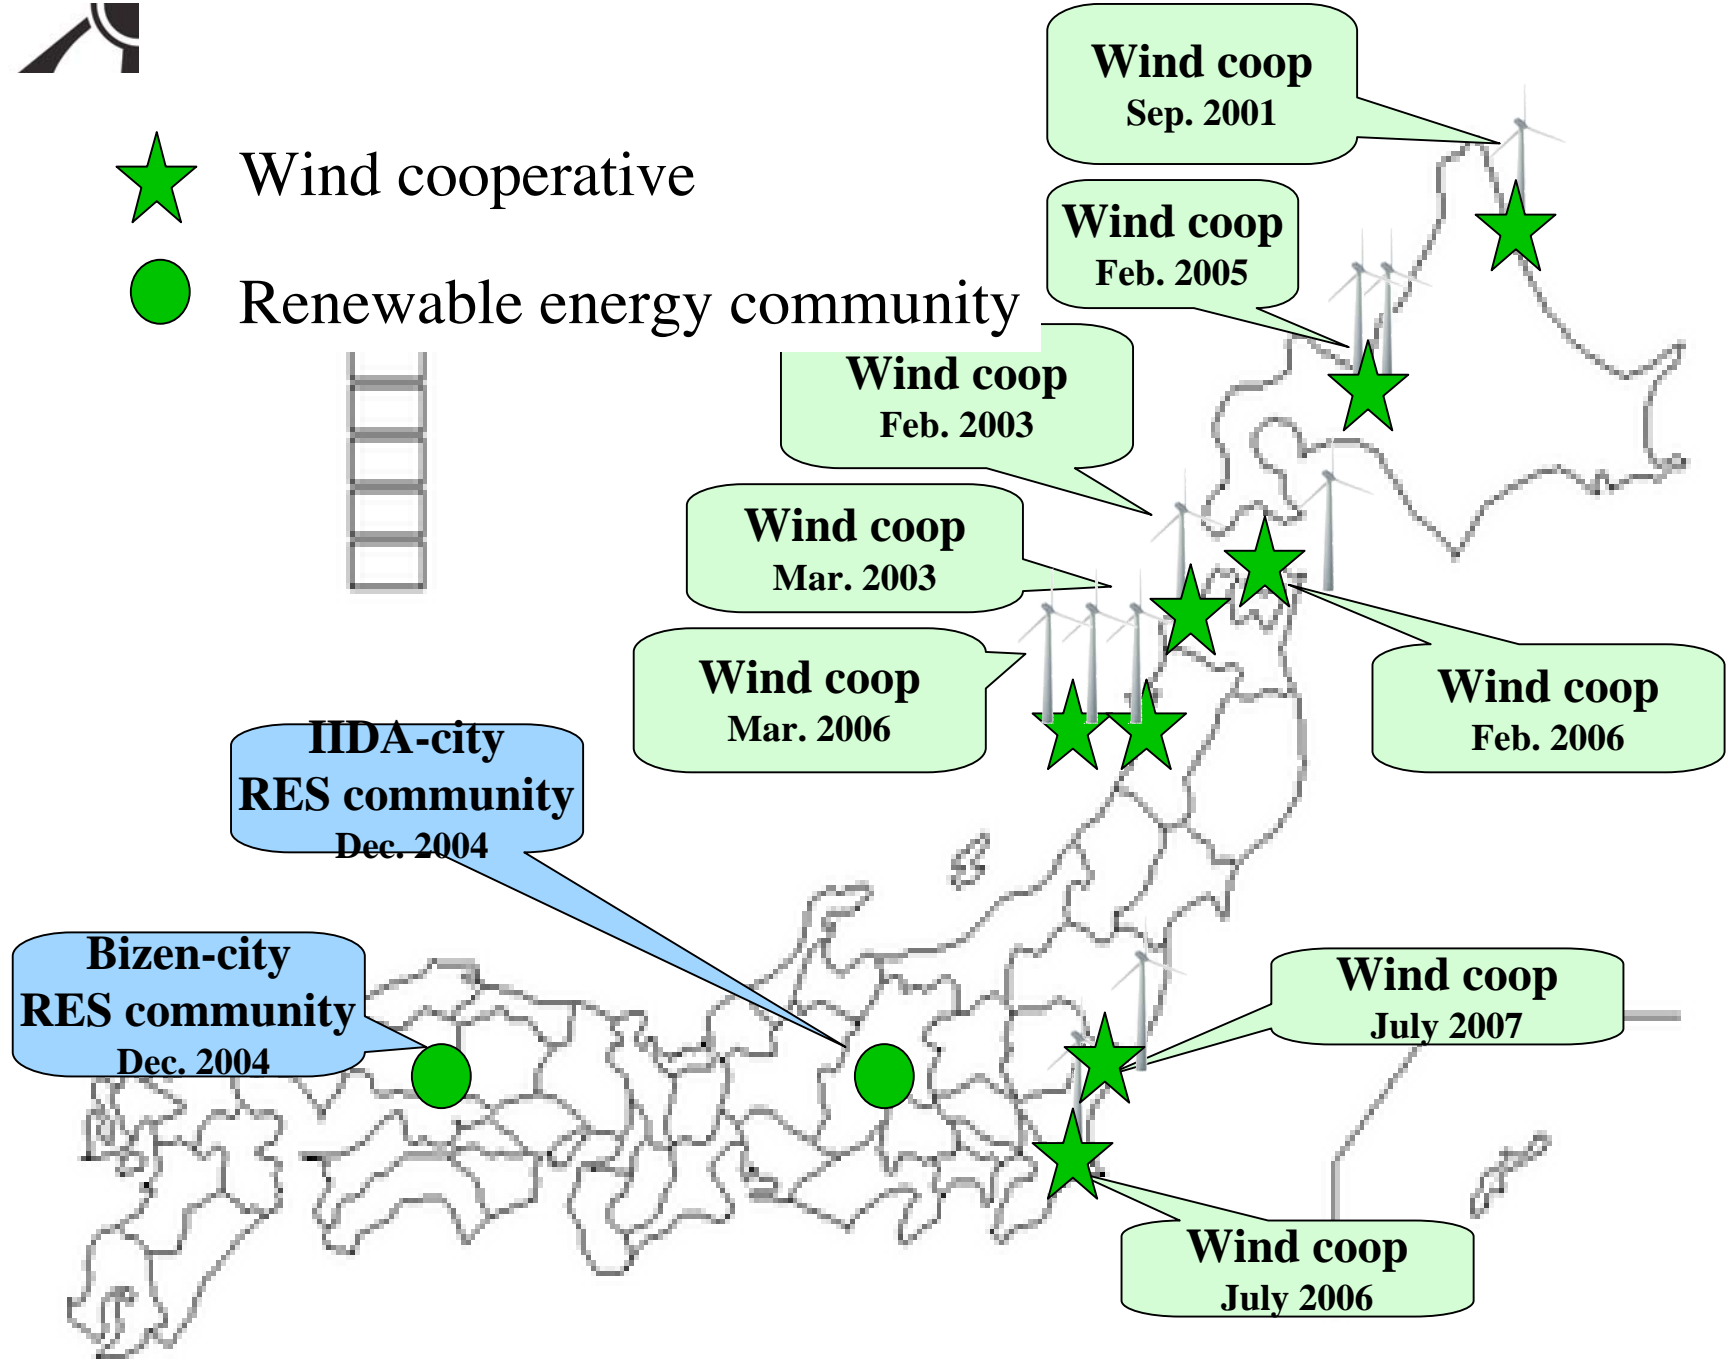 Wind cooperative
Renewable energy community
Wind coop
Sep. 2001
Wind coop
Feb. 2005
Wind coop
Feb. 2003
Wind coop
Mar. 2003
Wind coop
Mar. 2006
Wind coop
Feb. 2006
IIDA-city
RES community
Dec. 2004
Bizen-city
RES community
Dec. 2004
Wind coop
July 2007
Wind coop
July 2006